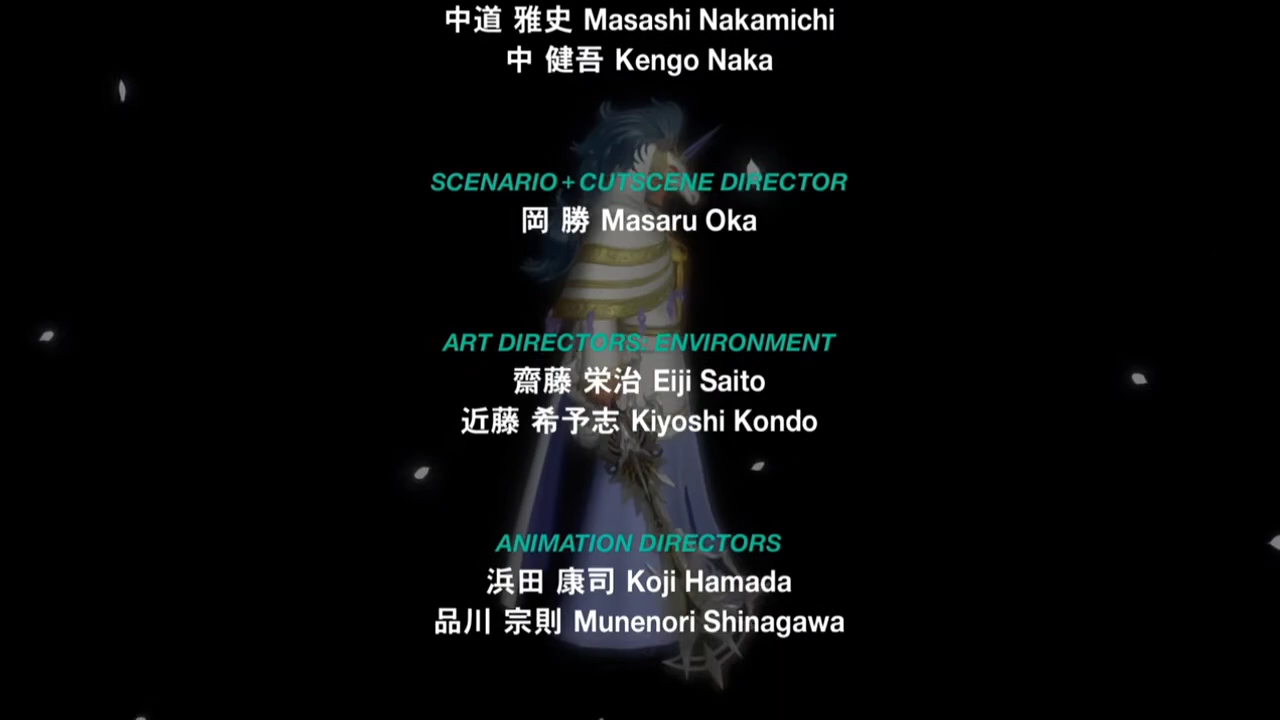 中道 雅史 Masashi Nakamichi
中 健吾 Kengo Naka
SCENARIO + CUTSCENE DIRECTOR
岡 勝 Masaru Oka
ART DIRECTORS: ENVIRONMENT
齋藤 栄治 Eiji Saito
近藤 希予志 Kiyoshi Kondo
ANIMATION DIRECTORS
浜田 康司 Koji Hamada
品川 宗則 Munenori Shinagawa